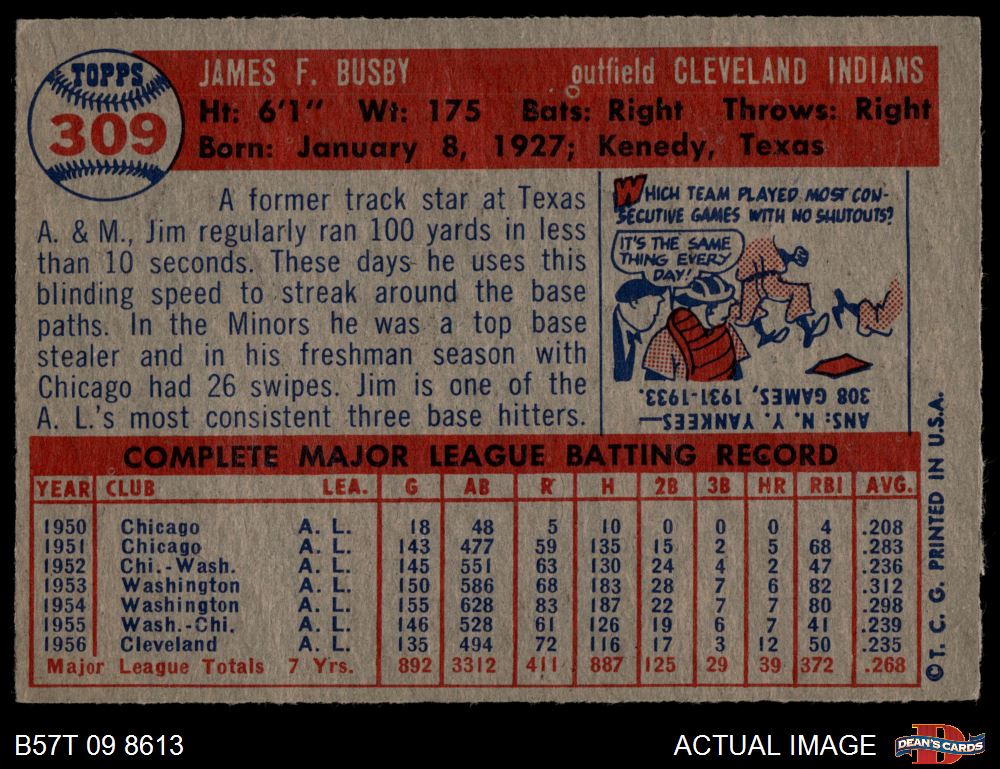 TOPPS
309
JAMES F. BUSBY outfield CLEVELAND INDIANS
Ht: 6'1" Wt: 175 Bats: Right Throws: Right
Born: January 8, 1927; Kenedy, Texas
A former track star at Texas
A. & M., Jim regularly ran 100 yards in less
than 10 seconds. These days he uses this
blinding speed to streak around the base
paths. In the Minors he was a top base
stealer and in his freshman season with
Chicago had 26 swipes. Jim is one of the
A. L.'s most consistent three base hitters.
WHICH TEAM PLAYED MOST CON-
SECUTIVE GAMES WITH NO SHUTOUTS?
IT'S THE SAME
THING EVERY
DAY!
ANS: N. Y. YANKEES—
308 GAMES, 1931-1933.
COMPLETE MAJOR LEAGUE BATTING RECORD
YEAR CLUB LEA. G AB R H 2B 3B HR RBI AVG.
1950 Chicago A. L. 18 48 5 10 0 0 0 4 .208
1951 Chicago A. L. 143 477 59 135 15 2 5 68 .283
1952 Chi.-Wash. A. L. 145 551 63 130 24 4 2 47 .236
1953 Washington A. L. 150 586 68 183 28 7 6 82 .312
1954 Washington A. L. 155 628 83 187 22 7 7 80 .298
1955 Wash.-Chi. A. L. 146 528 61 126 19 6 7 41 .239
1956 Cleveland A. L. 135 494 72 116 17 3 12 50 .235
Major League Totals 7 Yrs. 892 3312 411 887 125 29 39 372 .268
©T. C. G. PRINTED IN U.S.A.
B57T 09 8613
ACTUAL IMAGE
D
DEAN'S CARDS